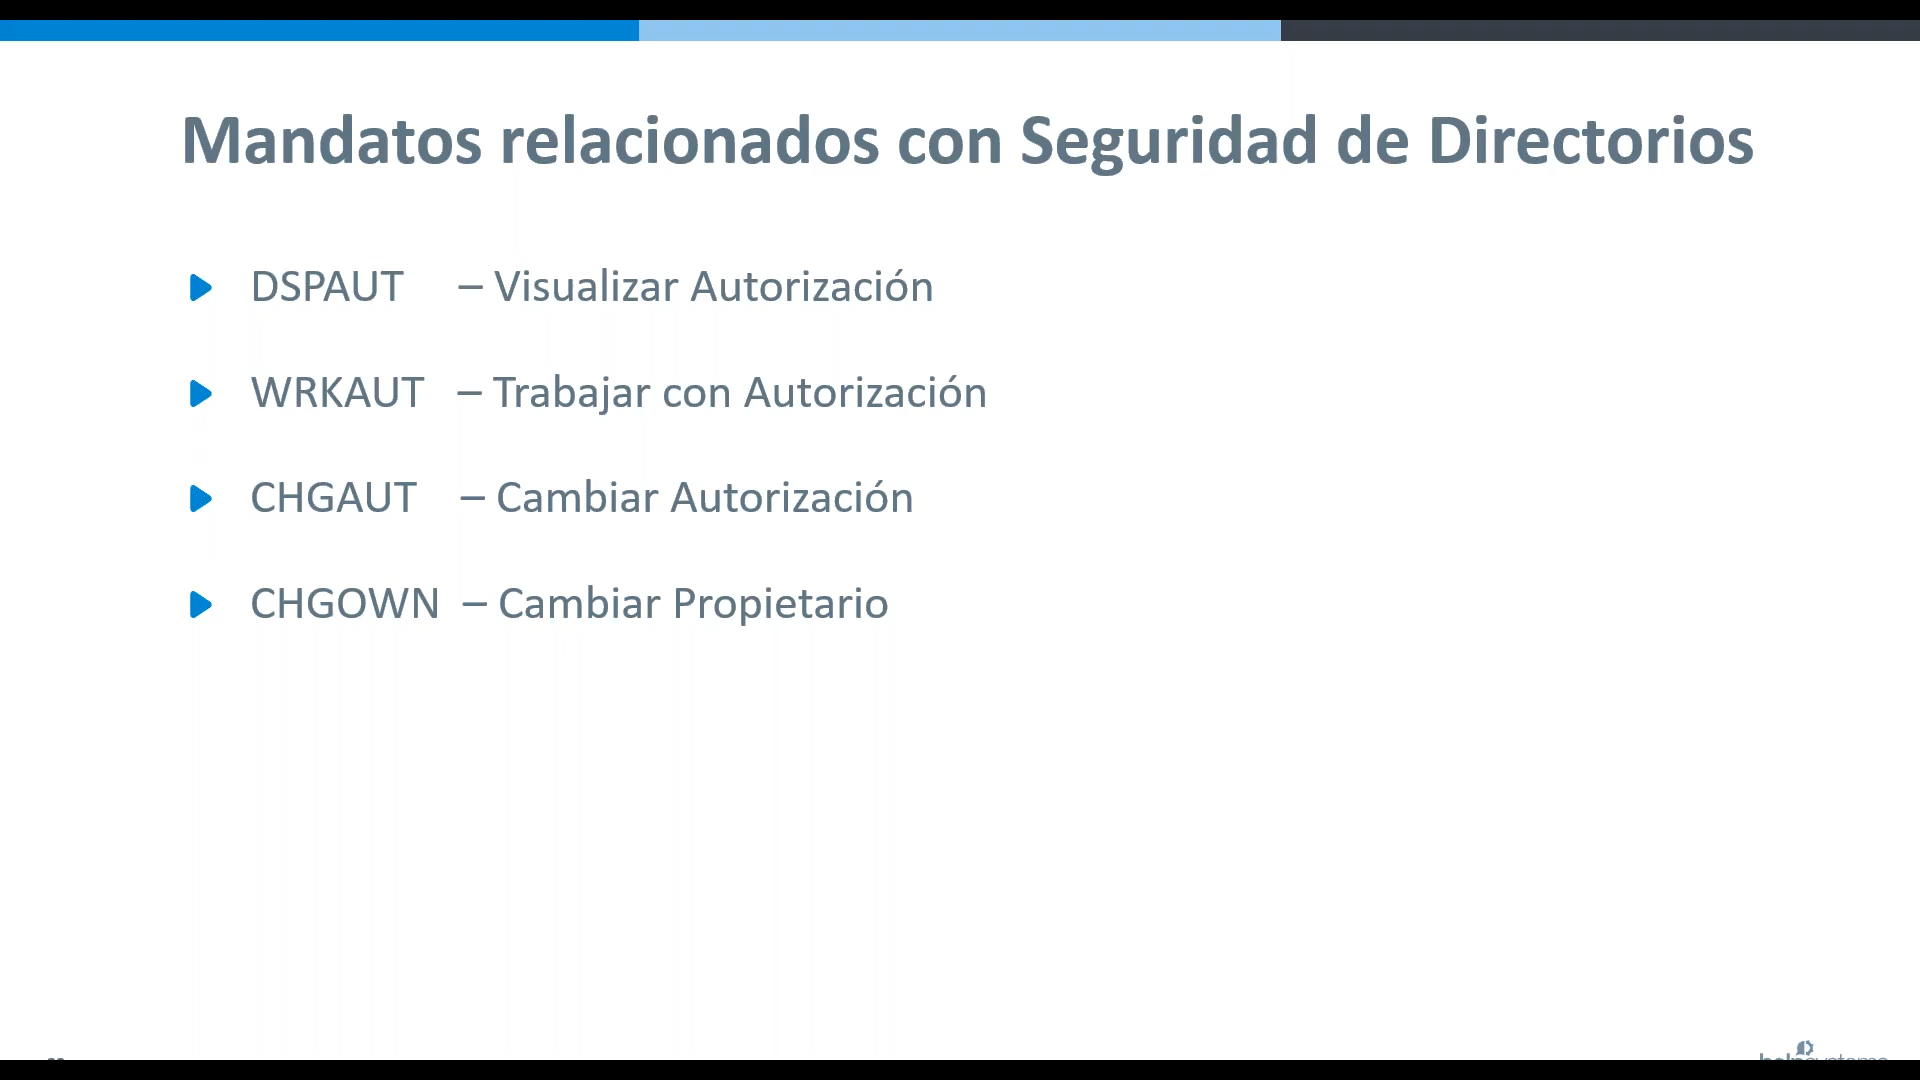 Mandatos relacionados con Seguridad de Directorios
DSPAUT – Visualizar Autorización
WRKAUT – Trabajar con Autorización
CHGAUT – Cambiar Autorización
CHGOWN – Cambiar Propietario